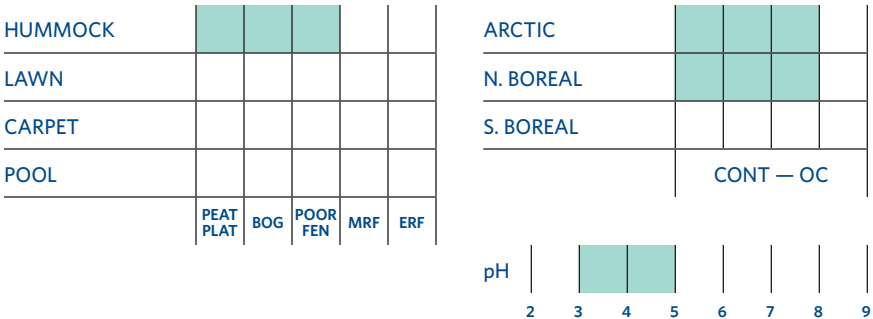 HUMMOCK
LAWN
CARPET
POOL
PEAT PLAT
BOG
POOR FEN
MRF
ERF
ARCTIC
N. BOREAL
S. BOREAL
CONT — OC
pH
2 3 4 5 6 7 8 9